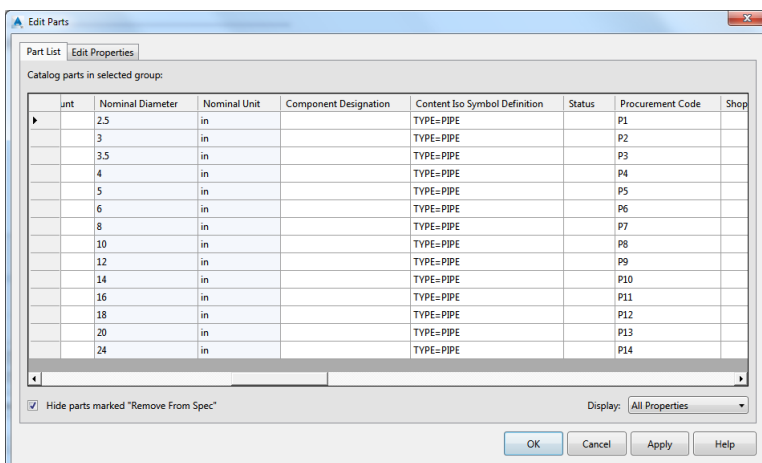 Edit Parts
Part List Edit Properties
Catalog parts in selected group:
unt Nominal Diameter Nominal Unit Component Designation Content Iso Symbol Definition Status Procurement Code Shop
2.5 in TYPE=PIPE P1
3 in TYPE=PIPE P2
3.5 in TYPE=PIPE P3
4 in TYPE=PIPE P4
5 in TYPE=PIPE P5
6 in TYPE=PIPE P6
8 in TYPE=PIPE P7
10 in TYPE=PIPE P8
12 in TYPE=PIPE P9
14 in TYPE=PIPE P10
16 in TYPE=PIPE P11
18 in TYPE=PIPE P12
20 in TYPE=PIPE P13
24 in TYPE=PIPE P14
Hide parts marked "Remove From Spec" Display: All Properties
OK Cancel Apply Help